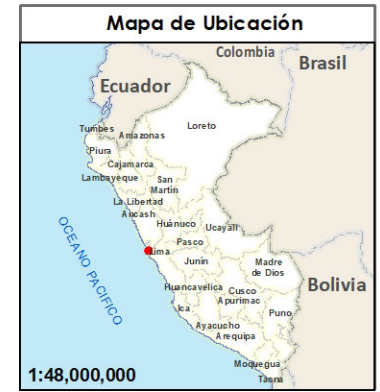 Mapa de Ubicación
Colombia
Brasil
Ecuador
Loreto
Tumbes
Amazonas
Piura
Cajamarca
Lambayeque
San
Martín
La Libertad
Ancash
Huánuco
Ucayali
Pasco
Lima
Junín
Madre
de Dios
OCEANO PACIFICO
Huancavelica
Cusco
Apurimac
Bolivia
Ica
Puno
Ayacucho
Arequipa
Moquegua
Tacna
1:48,000,000